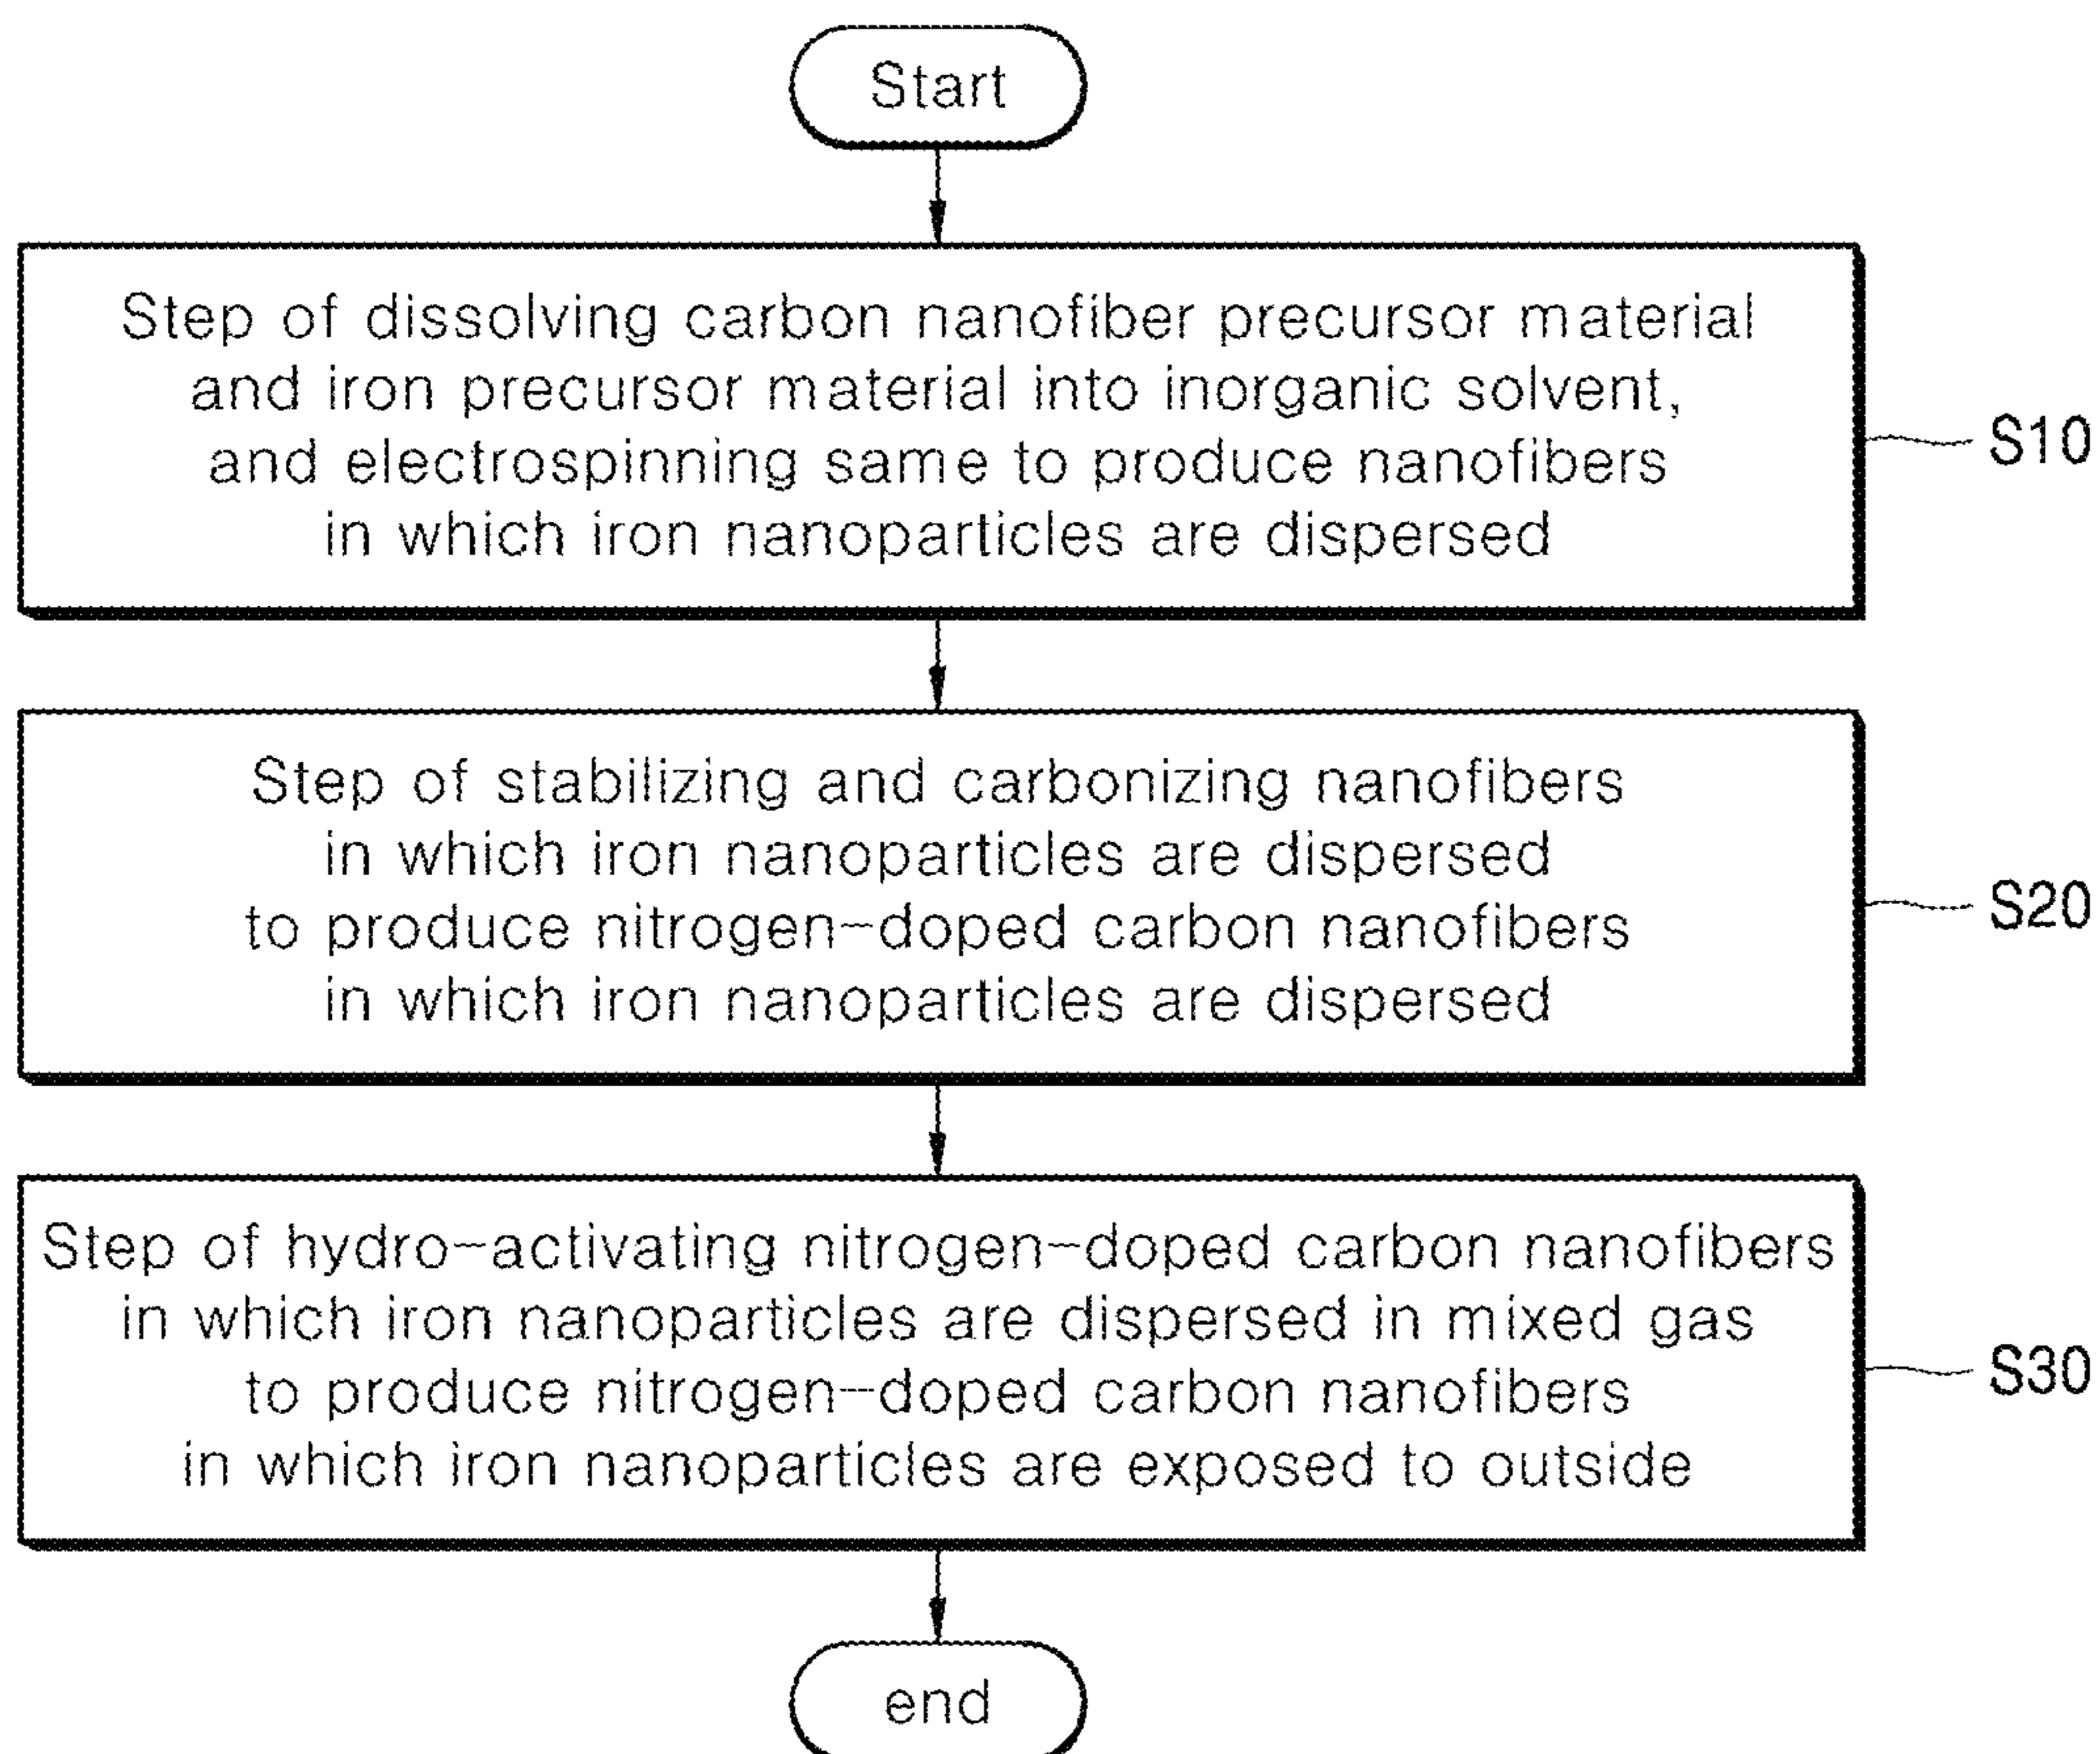 Start
Step of dissolving carbon nanofiber precursor material
and iron precursor material into inorganic solvent,
and electrospinning same to produce nanofibers
in which iron nanoparticles are dispersed
S10
Step of stabilizing and carbonizing nanofibers
in which iron nanoparticles are dispersed
to produce nitrogen-doped carbon nanofibers
in which iron nanoparticles are dispersed
S20
Step of hydro-activating nitrogen-doped carbon nanofibers
in which iron nanoparticles are dispersed in mixed gas
to produce nitrogen-doped carbon nanofibers
in which iron nanoparticles are exposed to outside
S30
end